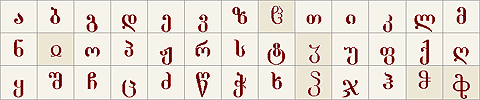 ა ბ გ დ ე ვ ზ ჱ თ ი კ ლ მ
ნ ჲ ო პ ჟ რ ს ტ ჳ უ ფ ქ ღ
ყ შ ჩ ც ძ წ ჭ ხ ჴ ჯ ჰ ჵ ჶ